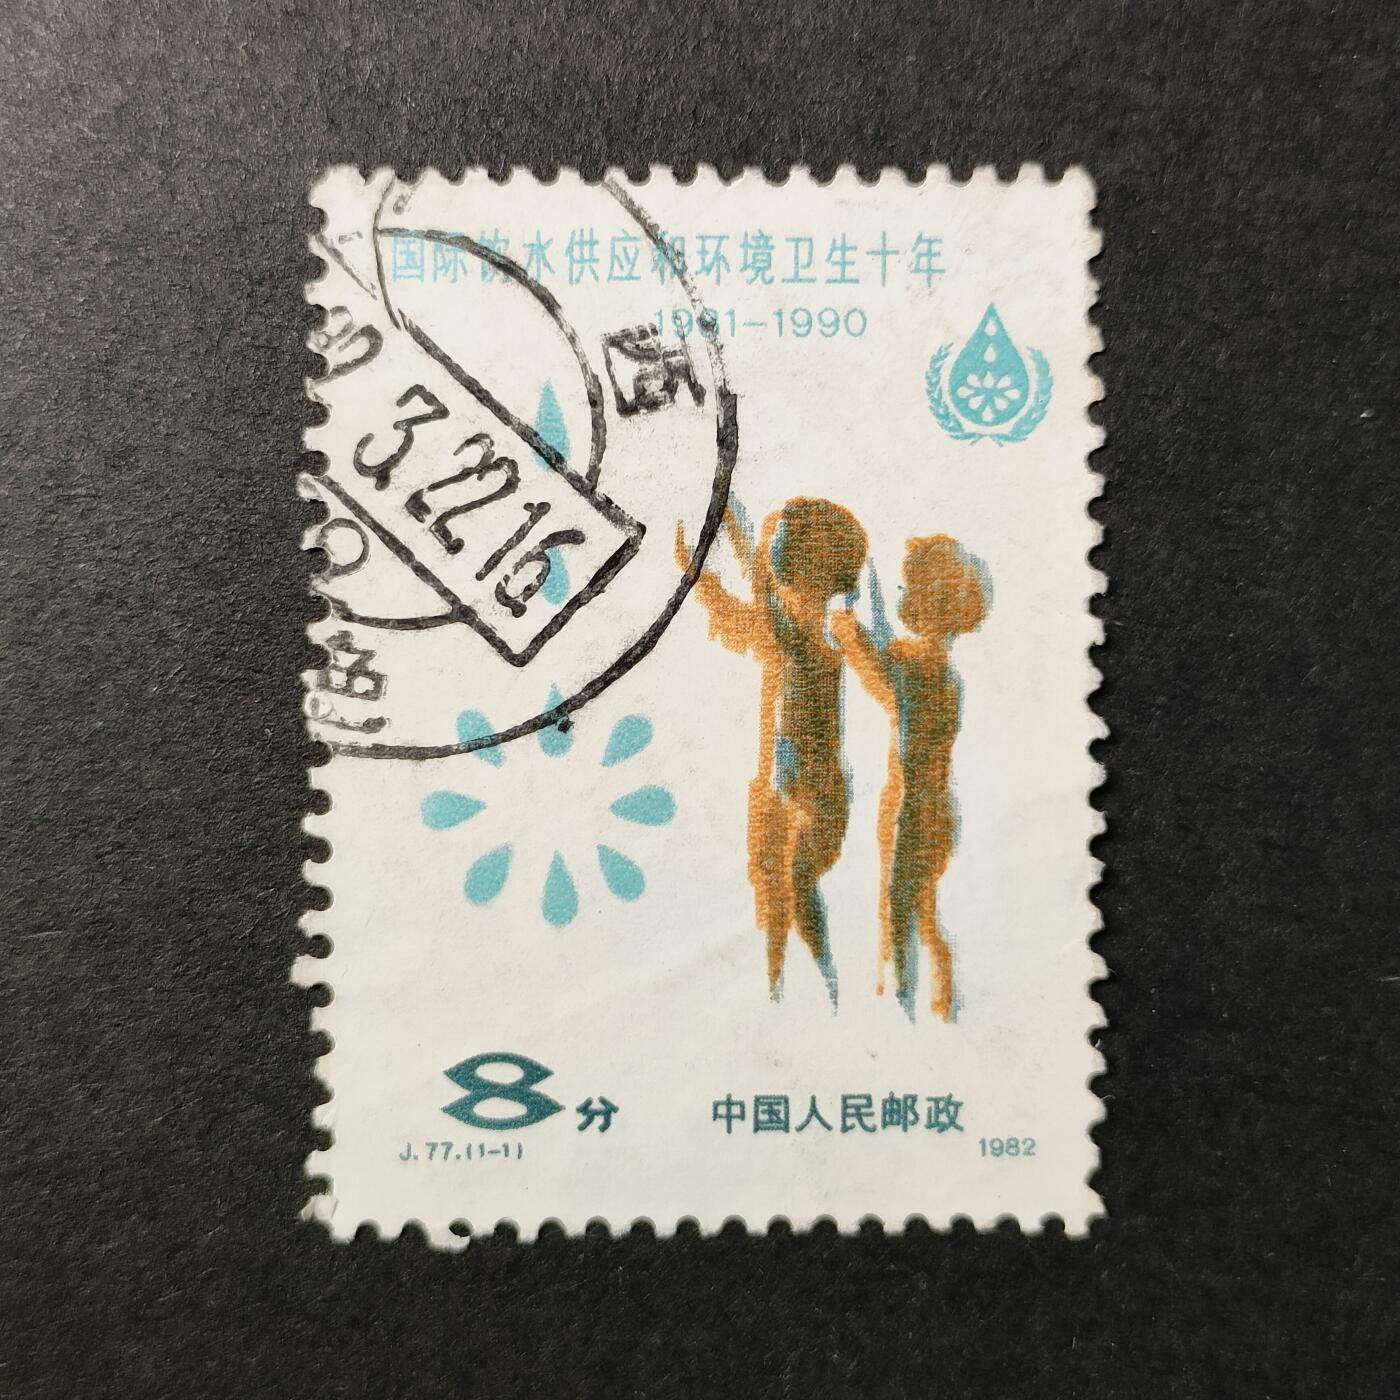 国际饮水供应和环境卫生十年
1981-1990
西
3.22.16
8分
中国人民邮政
J.77.(1-1)
1982